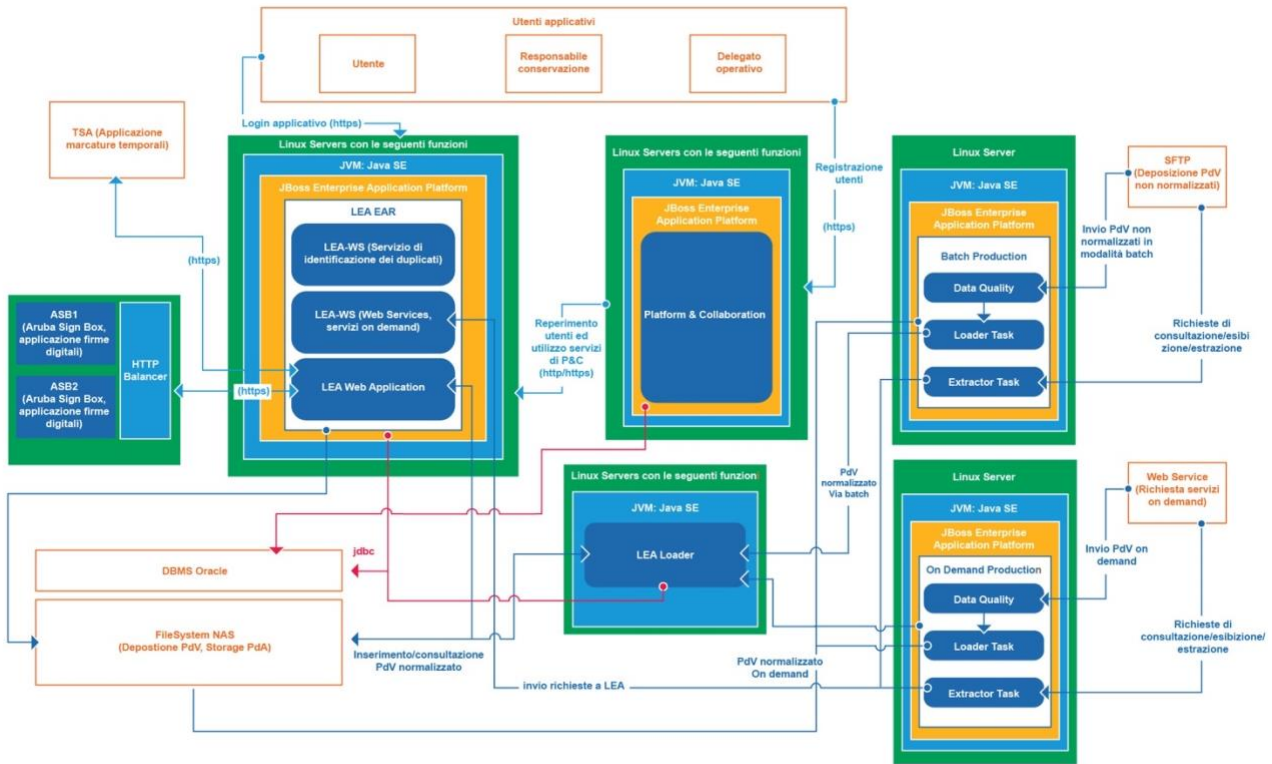 Utenti applicativi
Utente
Responsabile
conservazione
Delegato
operativo
TSA (Applicazione
marcature temporali)
Login applicativo (https)
(https)
Linux Servers con le seguenti funzioni
JVM: Java SE
JBoss Enterprise Application Platform
LEA EAR
LEA-WS (Servizio di
identificazione dei duplicati)
LEA-WS (Web Services,
servizi on demand)
LEA Web Application
ASB1
(Aruba Sign Box,
applicazione firme
digitali)
ASB2
(Aruba Sign Box,
applicazione firme
digitali)
HTTP
Balancer
(https)
Linux Servers con le seguenti funzioni
JVM: Java SE
JBoss Enterprise
Application Platform
Platform & Collaboration
Registrazione
utenti
(https)
Reperimento
utenti ed
utilizzo servizi
di P&C
(http/https)
Linux Server
JVM: Java SE
JBoss Enterprise
Application Platform
Batch Production
Data Quality
Loader Task
Extractor Task
SFTP
(Deposizione PdV
non normalizzati)
Invio PdV non
normalizzati in
modalità batch
Richieste di
consultazione/esibi
zione/estrazione
Linux Servers con le seguenti funzioni
JVM: Java SE
LEA Loader
PdV
normalizzato
Via batch
Linux Server
JVM: Java SE
JBoss Enterprise
Application Platform
On Demand Production
Data Quality
Loader Task
Extractor Task
Web Service
(Richiesta servizi
on demand)
Invio PdV on
demand
Richieste di
consultazione/esibizione/
estrazione
jdbc
DBMS Oracle
FileSystem NAS
(Depostione PdV, Storage PdA)
Inserimento/consultazione
PdV normalizzato
invio richieste a LEA
PdV normalizzato
On demand